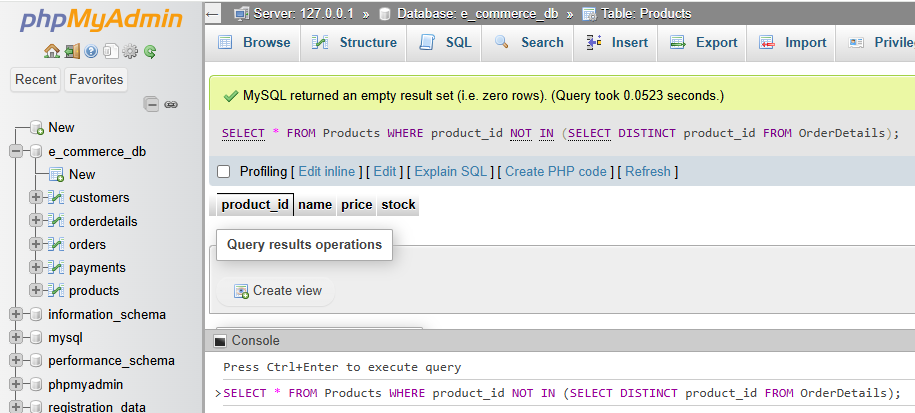 phpMyAdmin
Recent Favorites
New
e_commerce_db
New
customers
orderdetails
orders
payments
products
information_schema
mysql
performance_schema
phpmyadmin
registration_data
Server: 127.0.0.1 » Database: e_commerce_db » Table: Products
Browse Structure SQL Search Insert Export Import Privile
MySQL returned an empty result set (i.e. zero rows). (Query took 0.0523 seconds.)
SELECT * FROM Products WHERE product_id NOT IN (SELECT DISTINCT product_id FROM OrderDetails);
Profiling [ Edit inline ] [ Edit ] [ Explain SQL ] [ Create PHP code ] [ Refresh ]
product_id name price stock
Query results operations
Create view
Console
Press Ctrl+Enter to execute query
>SELECT * FROM Products WHERE product_id NOT IN (SELECT DISTINCT product_id FROM OrderDetails);